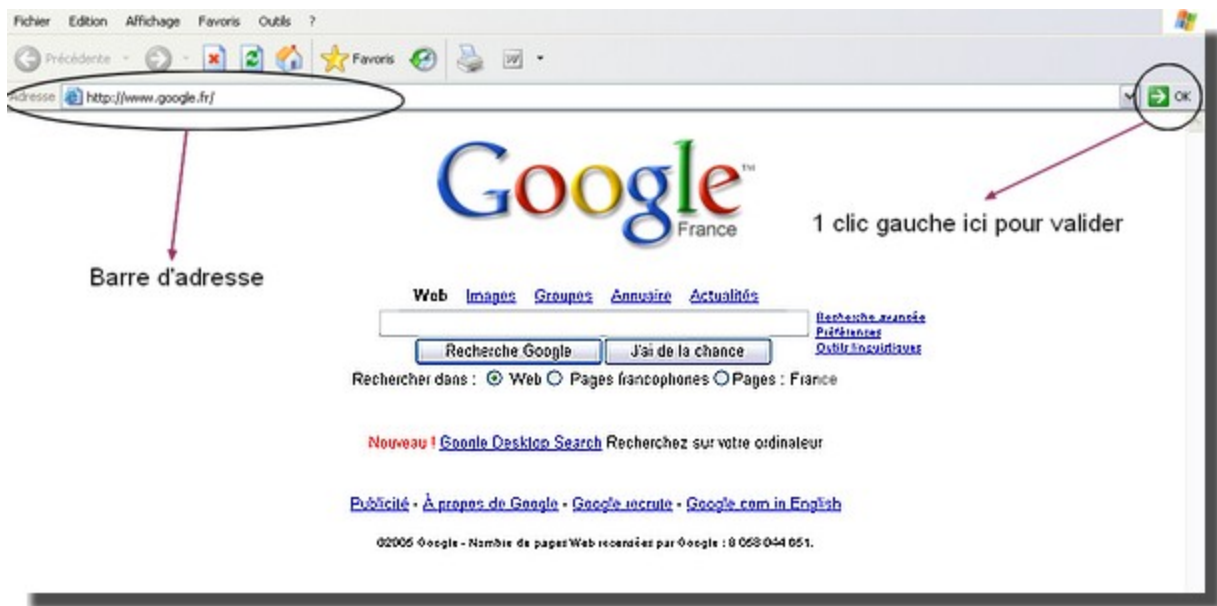 Fichier Edition Affichage Favoris Outils ?
Précédente Favoris
Adresse http://www.google.fr/ OK
Google™
France
1 clic gauche ici pour valider
Barre d'adresse
Web Images Groupes Annuaire Actualités
Recherche avancée
Préférences
Outils linguistiques
Recherche Google J'ai de la chance
Rechercher dans : Web Pages francophones Pages : France
Nouveau ! Google Desktop Search Recherchez sur votre ordinateur
Publicité - À propos de Google - Google recrute - Google.com in English
©2005 Google - Nombre de pages Web recensées par Google : 8 058 044 651.